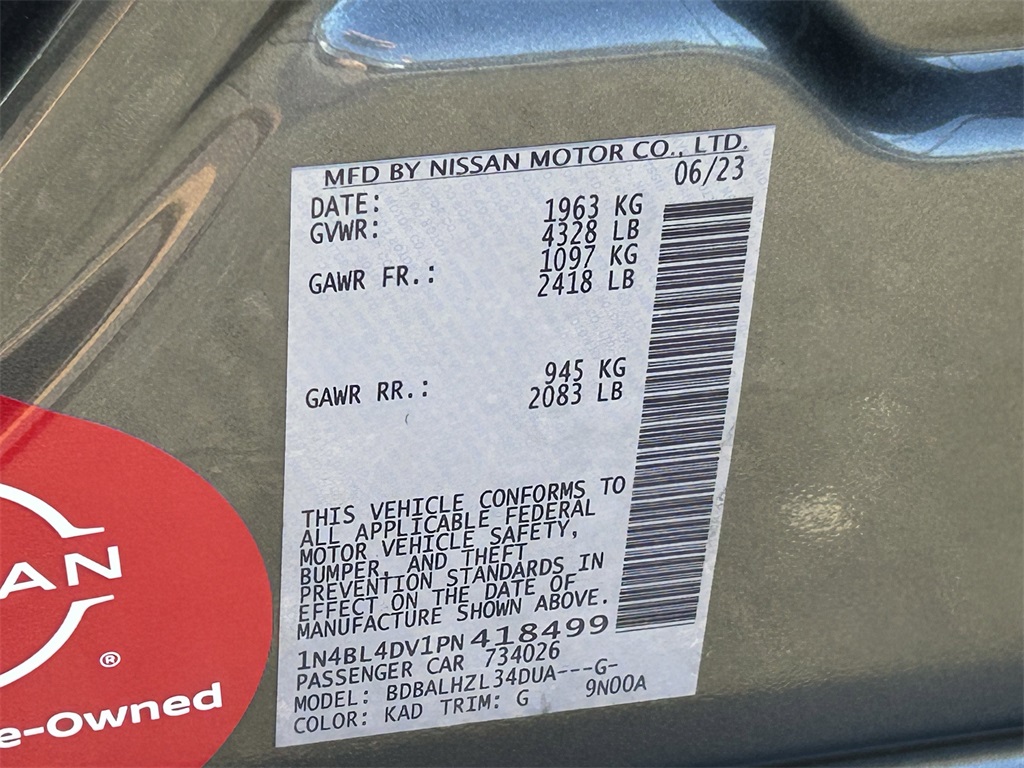 MFD BY NISSAN MOTOR CO., LTD.
DATE: 06/23
GVWR: 1963 KG
4328 LB
GAWR FR.: 1097 KG
2418 LB
GAWR RR.: 945 KG
2083 LB
THIS VEHICLE CONFORMS TO
ALL APPLICABLE FEDERAL
MOTOR VEHICLE SAFETY,
BUMPER, AND THEFT
PREVENTION STANDARDS IN
EFFECT ON THE DATE OF
MANUFACTURE SHOWN ABOVE.
1N4BL4DV1PN418499
PASSENGER CAR 734026
MODEL: BDBALHZL34DUA---G-
COLOR: KAD TRIM: G 9N00A
AN
®
e-Owned